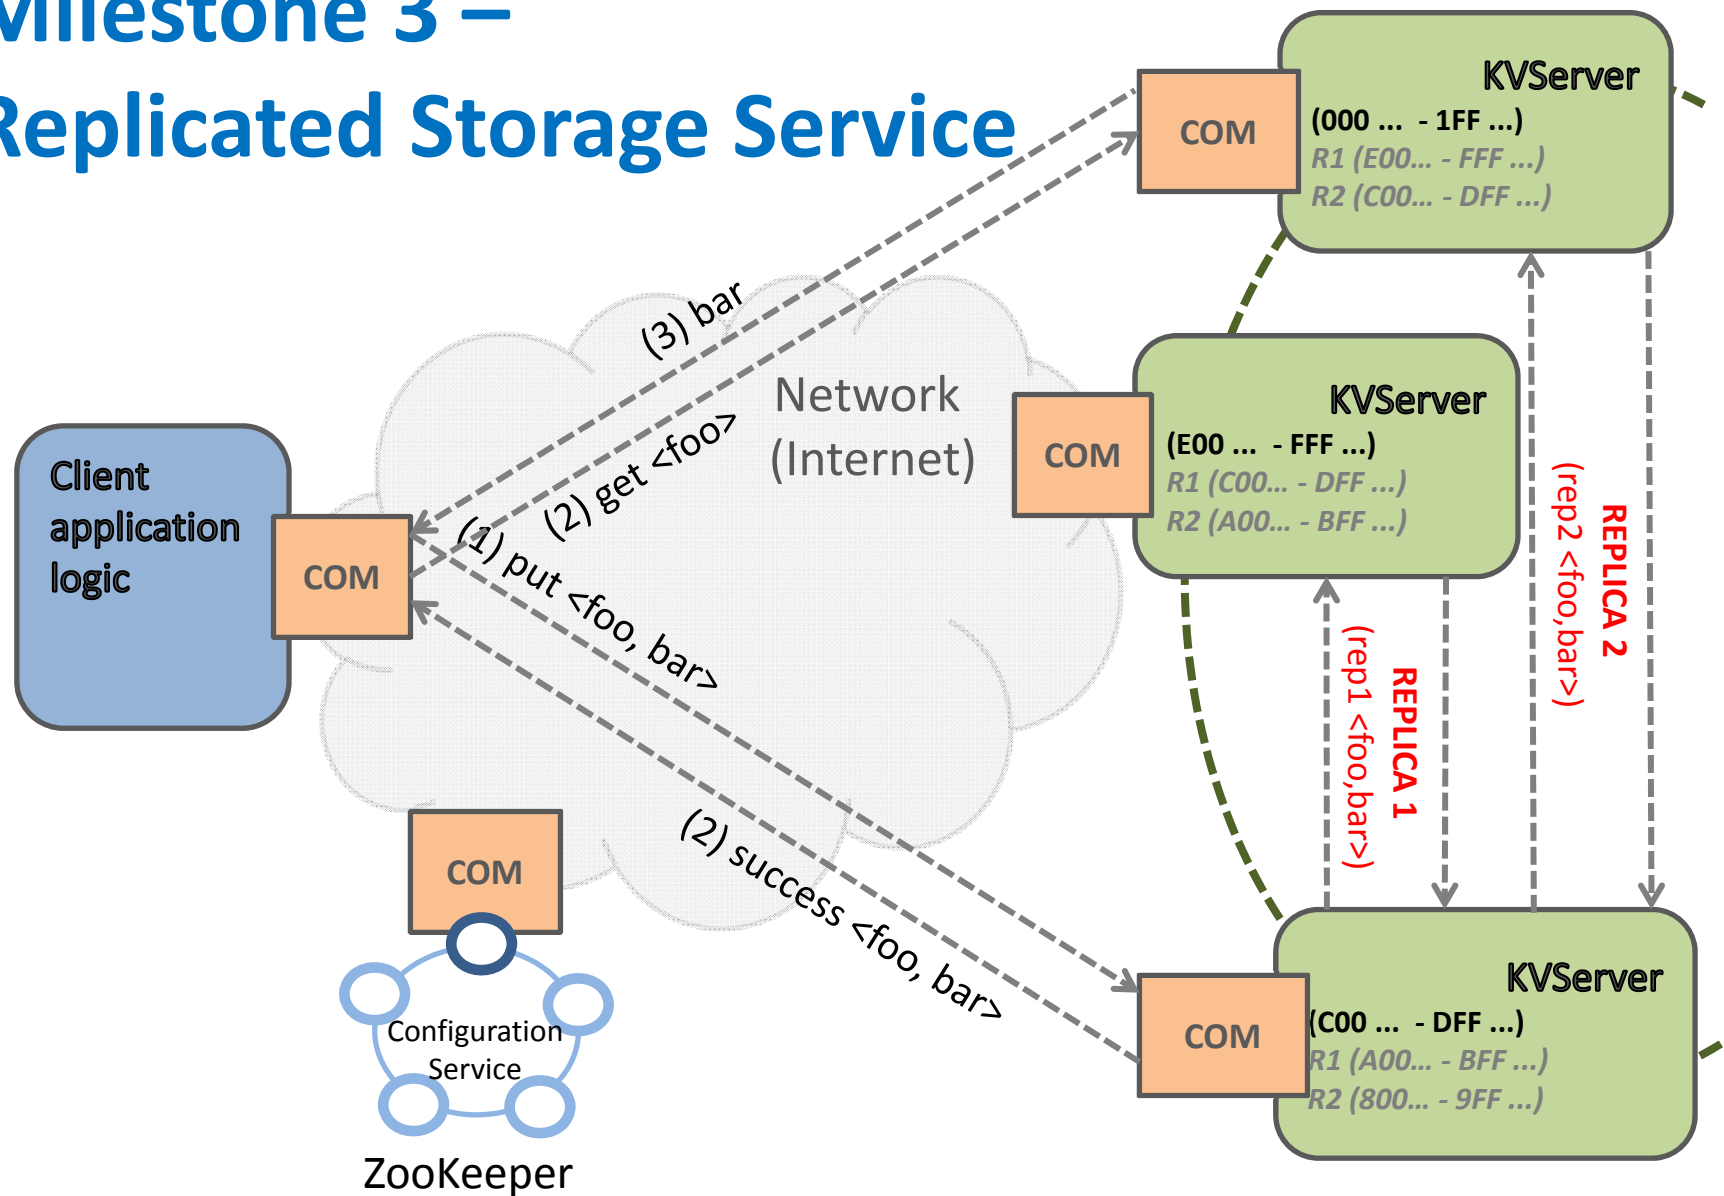 Milestone 3 –
Replicated Storage Service
KVServer
COM
(000 ... - 1FF ...)
R1 (E00... - FFF ...)
R2 (C00... - DFF ...)
(3) bar
Network
(Internet)
KVServer
COM
(E00 ... - FFF ...)
R1 (C00... - DFF ...)
R2 (A00... - BFF ...)
(2) get <foo>
Client
application
logic
COM
(1) put <foo, bar>
REPLICA 2
(rep2 <foo,bar>)
REPLICA 1
(rep1 <foo,bar>)
(2) success <foo, bar>
COM
Configuration
Service
ZooKeeper
KVServer
COM
(C00 ... - DFF ...)
R1 (A00... - BFF ...)
R2 (800... - 9FF ...)